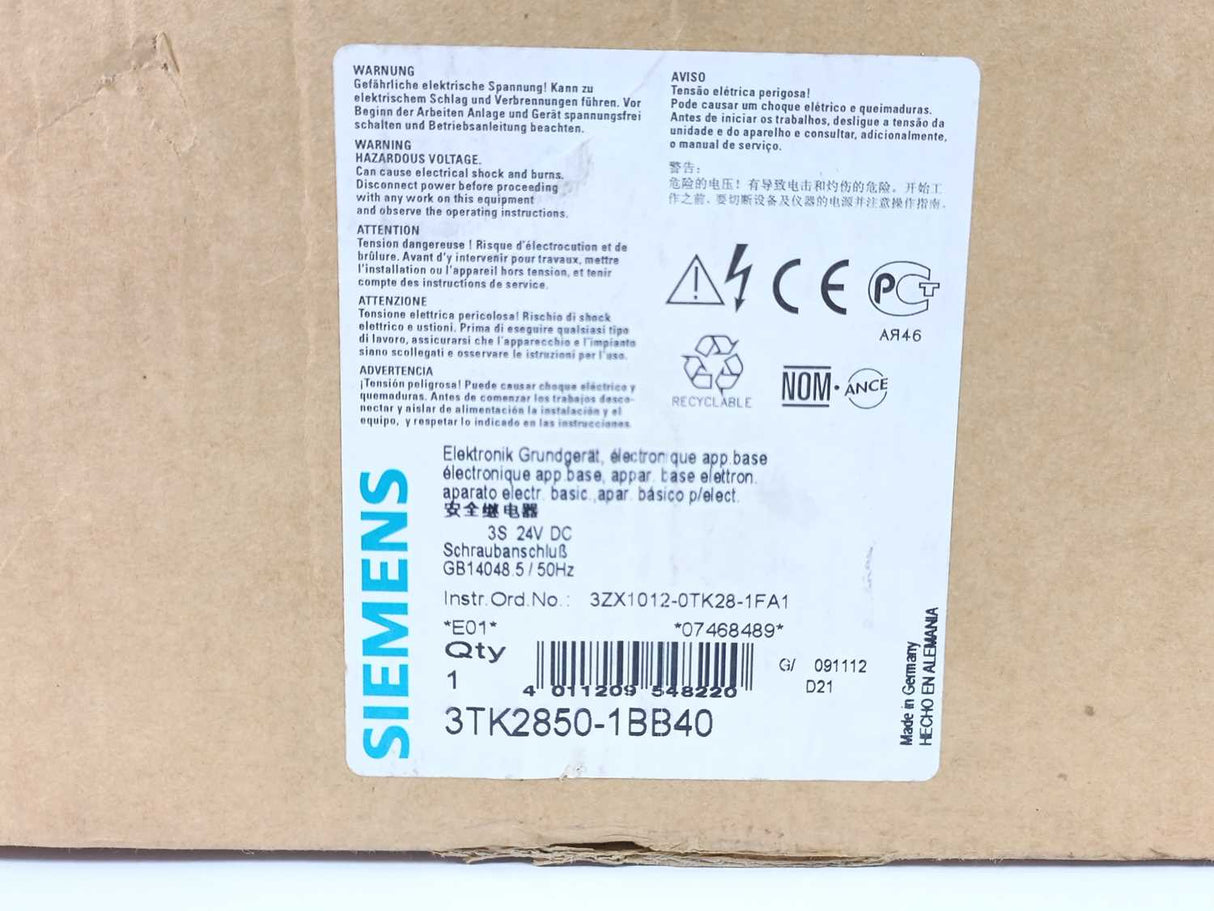 WARNUNG
Gefährliche elektrische Spannung! Kann zu
elektrischem Schlag und Verbrennungen führen. Vor
Beginn der Arbeiten Anlage und Gerät spannungsfrei
schalten und Betriebsanleitung beachten.
WARNING
HAZARDOUS VOLTAGE.
Can cause electrical shock and burns.
Disconnect power before proceeding
with any work on this equipment
and observe the operating instructions.
ATTENTION
Tension dangereuse ! Risque d'électrocution et de
brûlure. Avant d'y intervenir pour travaux, mettre
l'installation ou l'appareil hors tension, et tenir
compte des instructions de service.
ATTENZIONE
Tensione elettrica pericolosa! Rischio di shock
elettrico e ustioni. Prima di eseguire qualsiasi tipo
di lavoro, assicurarsi che l'apparecchio e l'impianto
siano scollegati e osservare le istruzioni per l'uso.
ADVERTENCIA
¡Tensión peligrosa! Puede causar choque eléctrico y
quemaduras. Antes de comenzar los trabajos desco-
nectar y aislar de alimentación la instalación y el
equipo, y respetar lo indicado en las instrucciones.
AVISO
Tensão elétrica perigosa!
Pode causar um choque elétrico e queimaduras.
Antes de iniciar os trabalhos, desligue a tensão da
unidade e do aparelho e consultar, adicionalmente,
o manual de serviço.
警告:
危险的电压! 有导致电击和灼伤的危险。开始工
作之前、要切断设备及仪器的电源并注意操作指南.
CE
PCT
АЯ46
RECYCLABLE
NOM·ANCE
SIEMENS
Elektronik Grundgerät, électronique app.base
électronique app.base, appar. base elettron.
aparato electr. basic.,apar. básico p/elect.
安全继电器
3S 24V DC
Schraubanschluß
GB14048.5 / 50Hz
Instr.Ord.No.: 3ZX1012-0TK28-1FA1
*E01* *07468489*
Qty
1
4 011209 548220
G/ 091112
D21
3TK2850-1BB40
Made in Germany
HECHO EN ALEMANIA